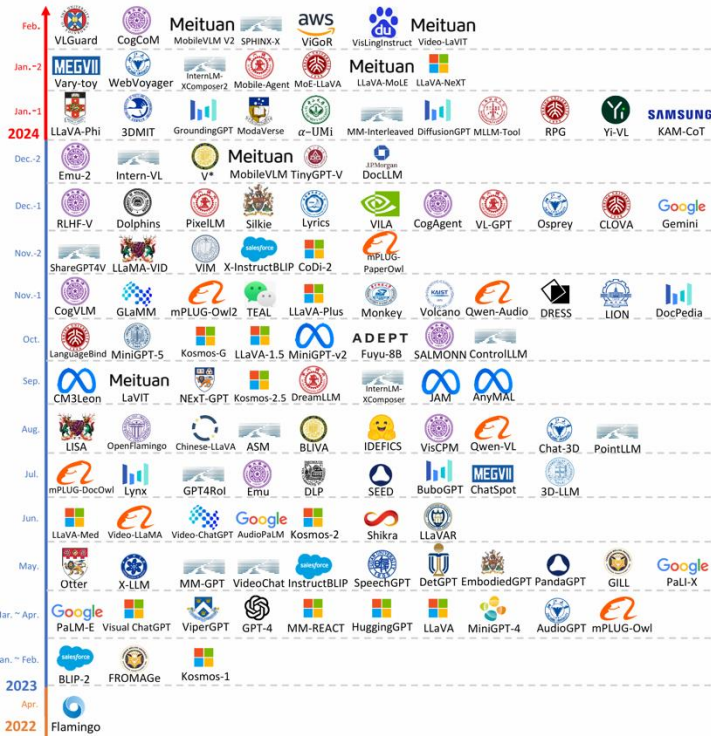 Feb. Meituan aws du Meituan
VLGuard CogCoM MobileVLM V2 SPHINX-X ViGoR VisLingInstruct Video-LaVIT
Jan.-2 MEGVII Meituan
Vary-toy WebVoyager InternLM-XComposer2 Mobile-Agent MoE-LLaVA LLaVA-MoLE LLaVA-NeXT
Jan.-1 Yi SAMSUNG
2024 LLaVA-Phi 3DMIT GroundingGPT ModaVerse α-UMi MM-Interleaved DiffusionGPT MLLM-Tool RPG Yi-VL KAM-CoT
Dec.-2 Meituan J.P.Morgan
Emu-2 Intern-VL V* MobileVLM TinyGPT-V DocLLM
Dec.-1 Google
RLHF-V Dolphins PixelLM Silkie Lyrics VILA CogAgent VL-GPT Osprey CLOVA Gemini
Nov.-2 salesforce
ShareGPT4V LLaMA-VID VIM X-InstructBLIP CoDi-2 mPLUG-PaperOwl
Nov.-1 KAIST
CogVLM GLaMM mPLUG-Owl2 TEAL LLaVA-Plus Monkey Volcano Qwen-Audio DRESS LION DocPedia
Oct. ADEPT
LanguageBind MiniGPT-5 Kosmos-G LLaVA-1.5 MiniGPT-v2 Fuyu-8B SALMONN ControlLLM
Sep. Meituan
CM3Leon LaVIT NExT-GPT Kosmos-2.5 DreamLLM InternLM-XComposer JAM AnyMAL
Aug.
LISA OpenFlamingo Chinese-LLaVA ASM BLIVA IDEFICS VisCPM Qwen-VL Chat-3D PointLLM
Jul. MEGVII
mPLUG-DocOwl Lynx GPT4RoI Emu DLP SEED BuboGPT ChatSpot 3D-LLM
Jun. Google
LLaVA-Med Video-LLaMA Video-ChatGPT AudioPaLM Kosmos-2 Shikra LLaVAR
May. salesforce Google
Otter X-LLM MM-GPT VideoChat InstructBLIP SpeechGPT DetGPT EmbodiedGPT PandaGPT GILL PaLI-X
Mar. ~ Apr. Google
PaLM-E Visual ChatGPT ViperGPT GPT-4 MM-REACT HuggingGPT LLaVA MiniGPT-4 AudioGPT mPLUG-Owl
an. ~ Feb. salesforce
BLIP-2 FROMAGe Kosmos-1
2023
Apr.
2022 Flamingo